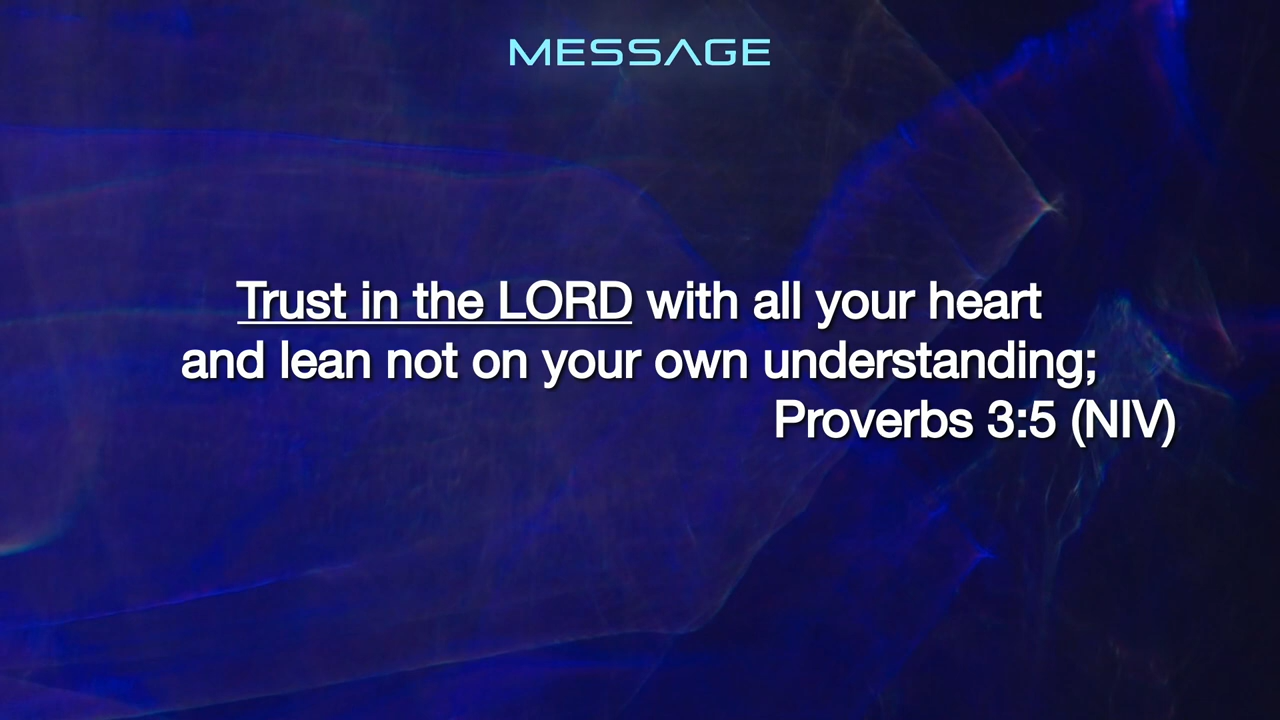 MESSAGE
Trust in the LORD with all your heart
and lean not on your own understanding;
Proverbs 3:5 (NIV)